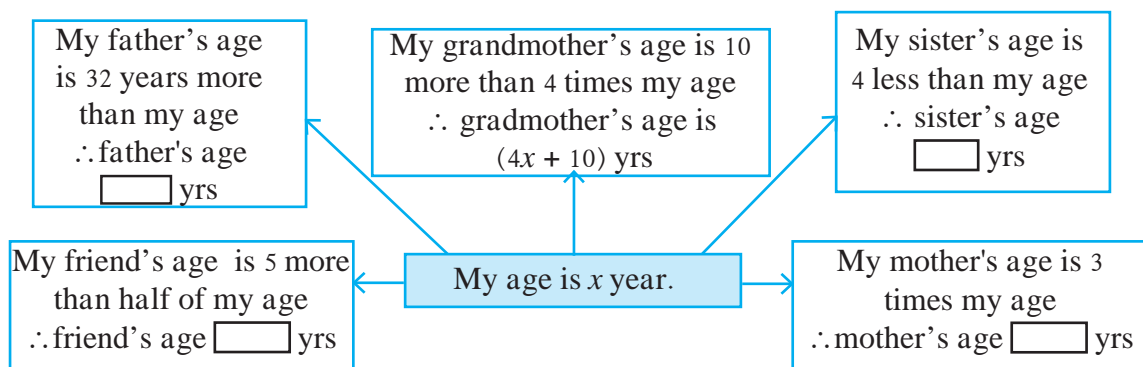 My father’s age
is 32 years more
than my age
∴father's age
yrs
My grandmother’s age is 10
more than 4 times my age
∴ gradmother’s age is
(4x + 10) yrs
My sister’s age is
4 less than my age
∴ sister’s age
yrs
My friend’s age is 5 more
than half of my age
∴friend’s age yrs
My age is x year.
My mother's age is 3
times my age
∴mother’s age yrs